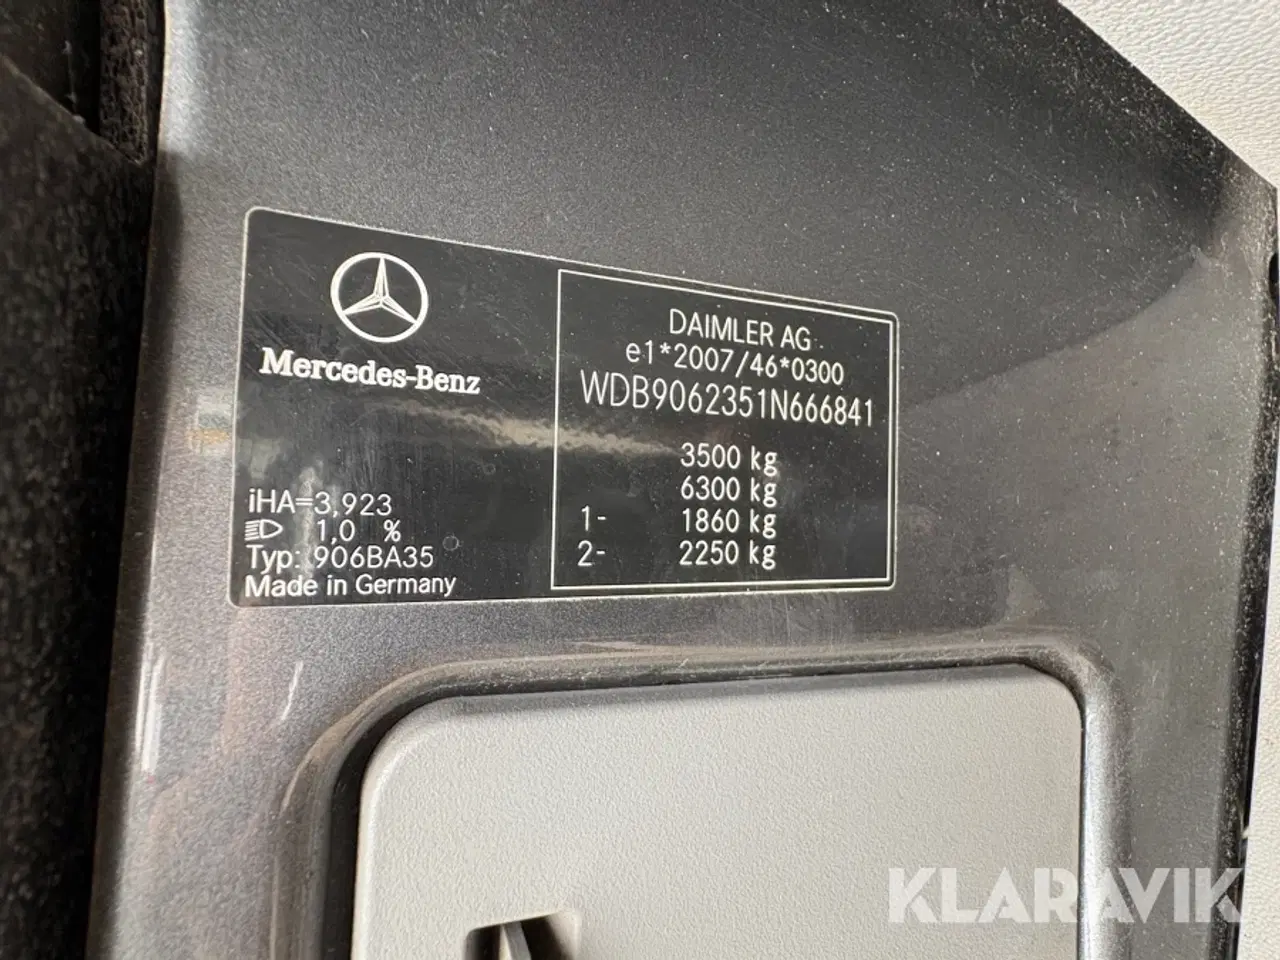 Mercedes-Benz
iHA=3,923
1,0 %
Typ: 906BA35
Made in Germany
DAIMLER AG
e1*2007/46*0300
WDB9062351N666841
3500 kg
6300 kg
1- 1860 kg
2- 2250 kg
KLARAVIK